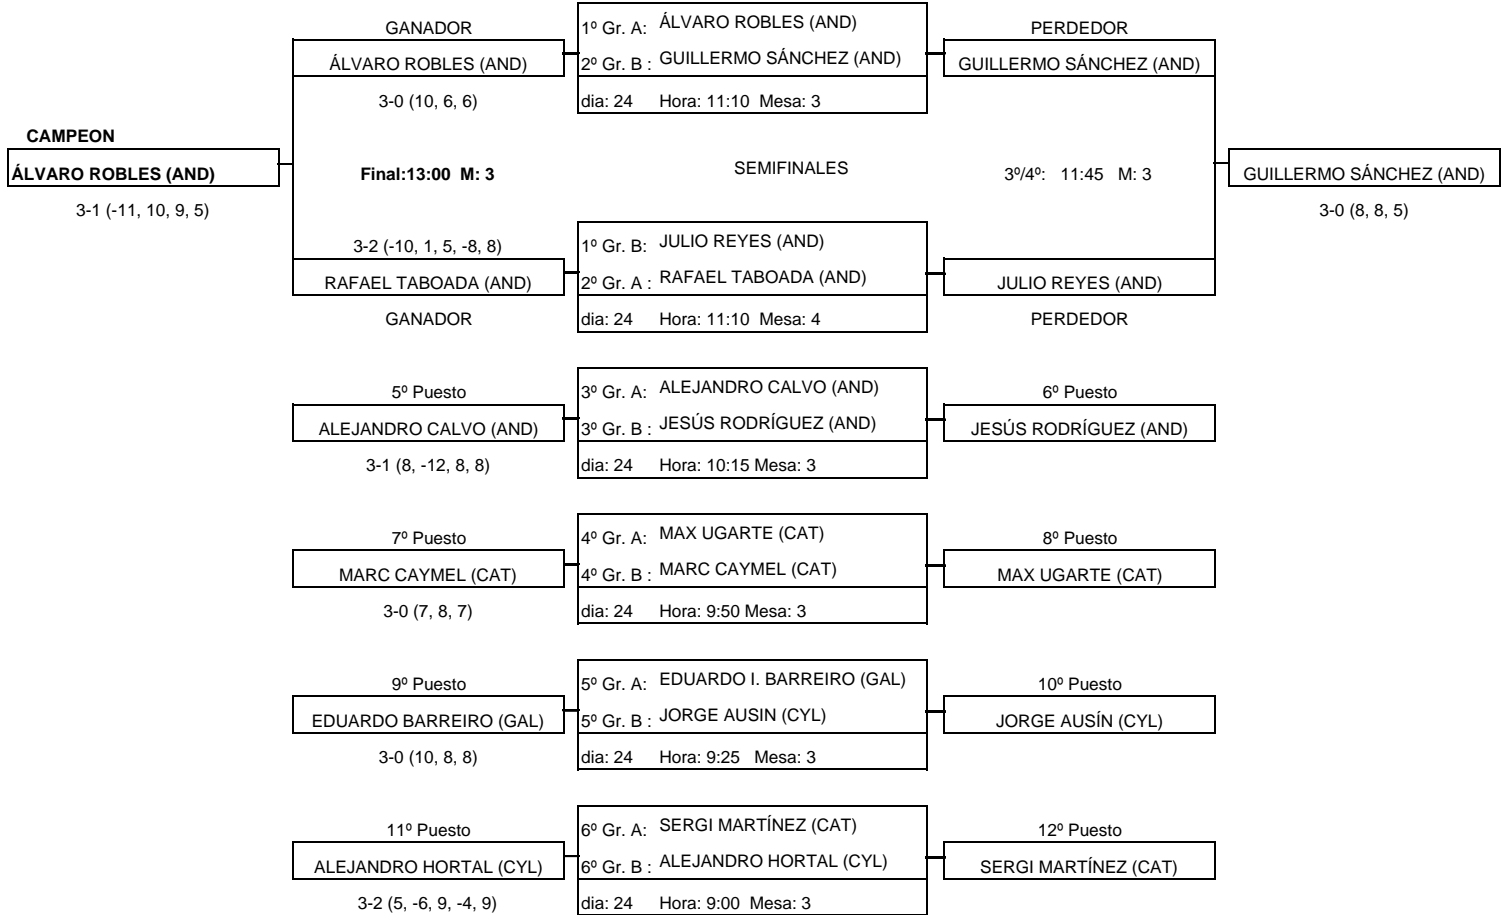 GANADOR
1º Gr. A: ÁLVARO ROBLES (AND)
PERDEDOR
ÁLVARO ROBLES (AND)
2º Gr. B : GUILLERMO SÁNCHEZ (AND)
GUILLERMO SÁNCHEZ (AND)
3-0 (10, 6, 6)
dia: 24 Hora: 11:10 Mesa: 3
CAMPEON
ÁLVARO ROBLES (AND)
Final:13:00 M: 3
SEMIFINALES
3º/4º: 11:45 M: 3
GUILLERMO SÁNCHEZ (AND)
3-1 (-11, 10, 9, 5)
3-0 (8, 8, 5)
3-2 (-10, 1, 5, -8, 8)
1º Gr. B: JULIO REYES (AND)
RAFAEL TABOADA (AND)
2º Gr. A : RAFAEL TABOADA (AND)
JULIO REYES (AND)
GANADOR
dia: 24 Hora: 11:10 Mesa: 4
PERDEDOR
5º Puesto
3º Gr. A: ALEJANDRO CALVO (AND)
6º Puesto
ALEJANDRO CALVO (AND)
3º Gr. B : JESÚS RODRÍGUEZ (AND)
JESÚS RODRÍGUEZ (AND)
3-1 (8, -12, 8, 8)
dia: 24 Hora: 10:15 Mesa: 3
7º Puesto
4º Gr. A: MAX UGARTE (CAT)
8º Puesto
MARC CAYMEL (CAT)
4º Gr. B : MARC CAYMEL (CAT)
MAX UGARTE (CAT)
3-0 (7, 8, 7)
dia: 24 Hora: 9:50 Mesa: 3
9º Puesto
5º Gr. A: EDUARDO I. BARREIRO (GAL)
10º Puesto
EDUARDO BARREIRO (GAL)
5º Gr. B : JORGE AUSIN (CYL)
JORGE AUSÍN (CYL)
3-0 (10, 8, 8)
dia: 24 Hora: 9:25 Mesa: 3
11º Puesto
6º Gr. A: SERGI MARTÍNEZ (CAT)
12º Puesto
ALEJANDRO HORTAL (CYL)
6º Gr. B : ALEJANDRO HORTAL (CYL)
SERGI MARTÍNEZ (CAT)
3-2 (5, -6, 9, -4, 9)
dia: 24 Hora: 9:00 Mesa: 3